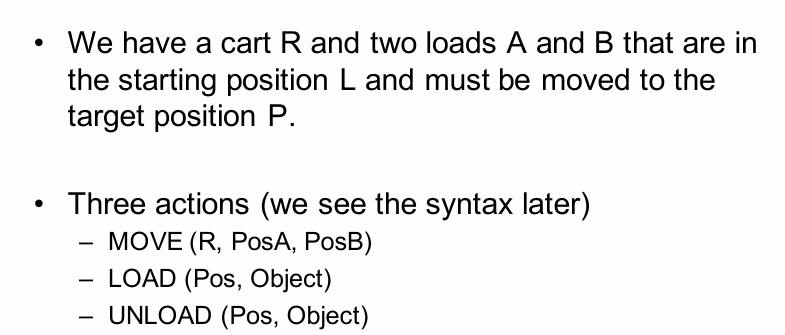 • We have a cart R and two loads A and B that are in
the starting position L and must be moved to the
target position P.
• Three actions (we see the syntax later)
– MOVE (R, PosA, PosB)
– LOAD (Pos, Object)
– UNLOAD (Pos, Object)